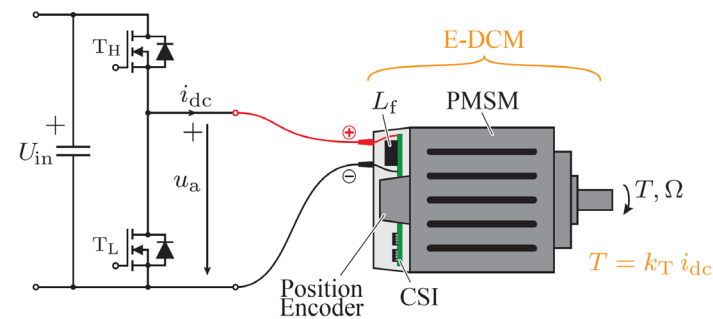 E-DCM
T_H
i_dc
L_f
PMSM
+
+
⊕
U_in
u_a
⊖
T, Ω
T_L
T = k_T i_dc
Position
Encoder
CSI